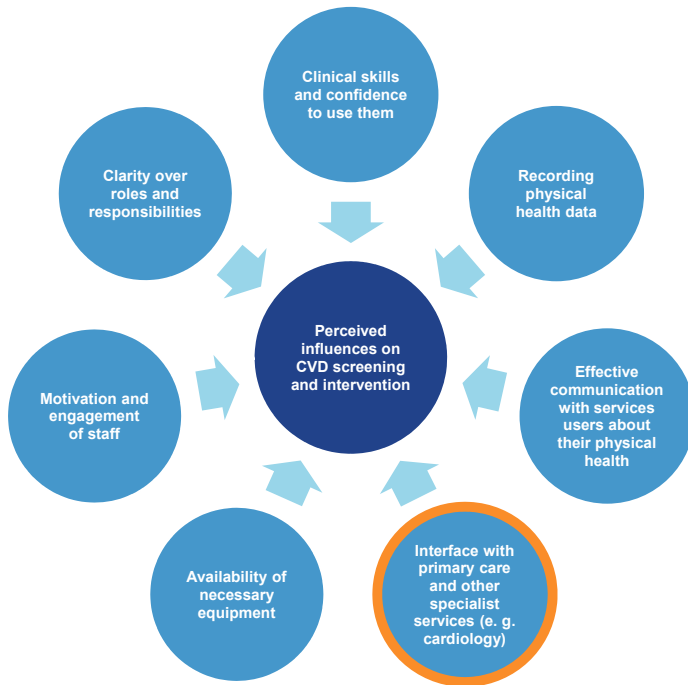 Clinical skills
and confidence
to use them
Recording
physical
health data
Effective
communication
with services
users about
their physical
health
Interface with
primary care
and other
specialist
services (e. g.
cardiology)
Availability of
necessary
equipment
Motivation and
engagement
of staff
Clarity over
roles and
responsibilities
Perceived
influences on
CVD screening
and intervention